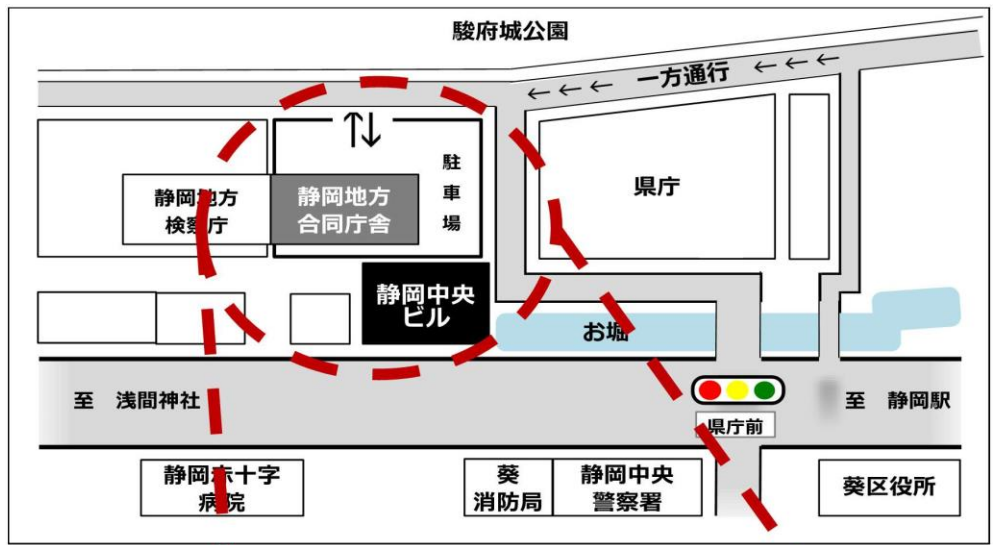 駿府城公園
←←← 一方通行 ←←←
駐車場
県庁
静岡地方
検察庁
静岡地方
合同庁舎
静岡中央
ビル
お堀
至 浅間神社
至 静岡駅
県庁前
静岡赤十字
病院
葵
消防局
静岡中央
警察署
葵区役所